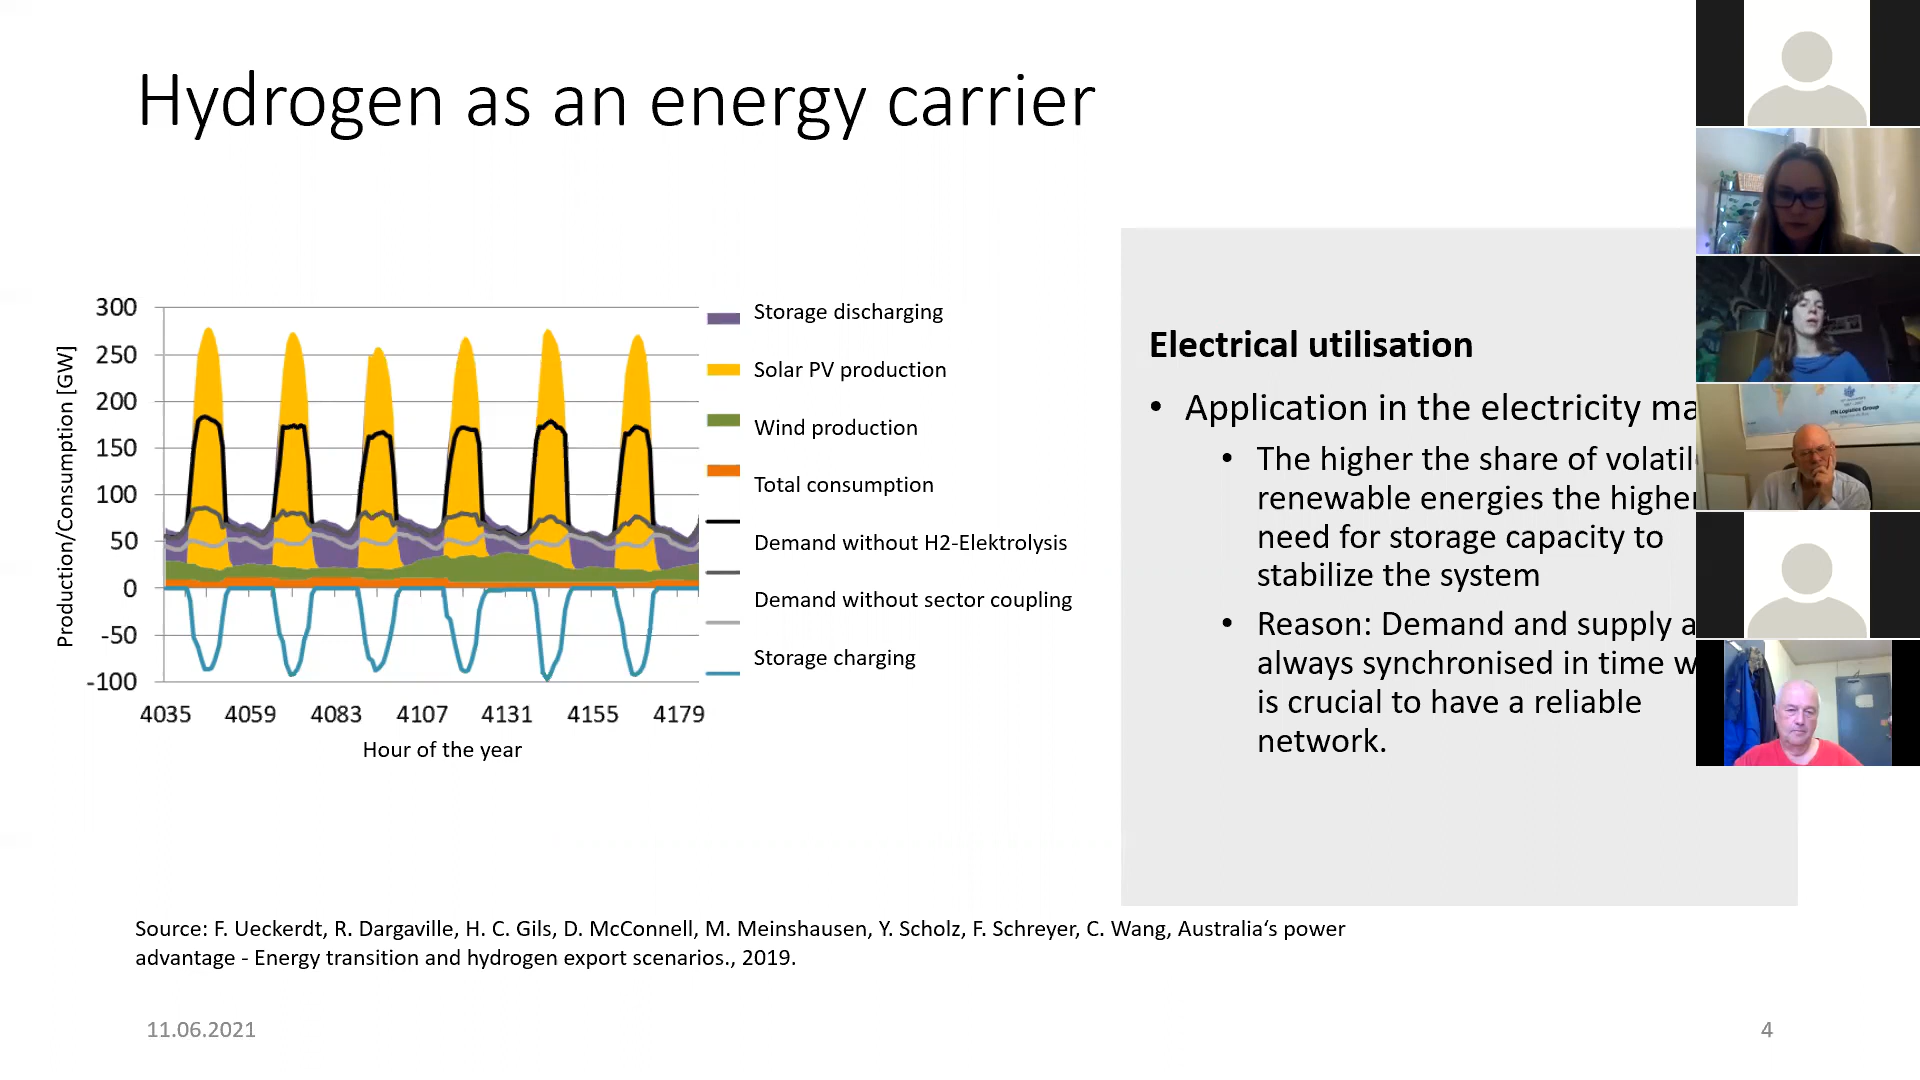 Hydrogen as an energy carrier
300
250
200
150
100
50
0
-50
-100
Production/Consumption [GW]
4035 4059 4083 4107 4131 4155 4179
Hour of the year
Storage discharging
Solar PV production
Wind production
Total consumption
Demand without H2-Elektrolysis
Demand without sector coupling
Storage charging
Electrical utilisation
• Application in the electricity ma
• The higher the share of volatil
renewable energies the higher
need for storage capacity to
stabilize the system
• Reason: Demand and supply a
always synchronised in time w
is crucial to have a reliable
network.
ITN Logistics Group
Source: F. Ueckerdt, R. Dargaville, H. C. Gils, D. McConnell, M. Meinshausen, Y. Scholz, F. Schreyer, C. Wang, Australia‘s power
advantage - Energy transition and hydrogen export scenarios., 2019.
11.06.2021
4